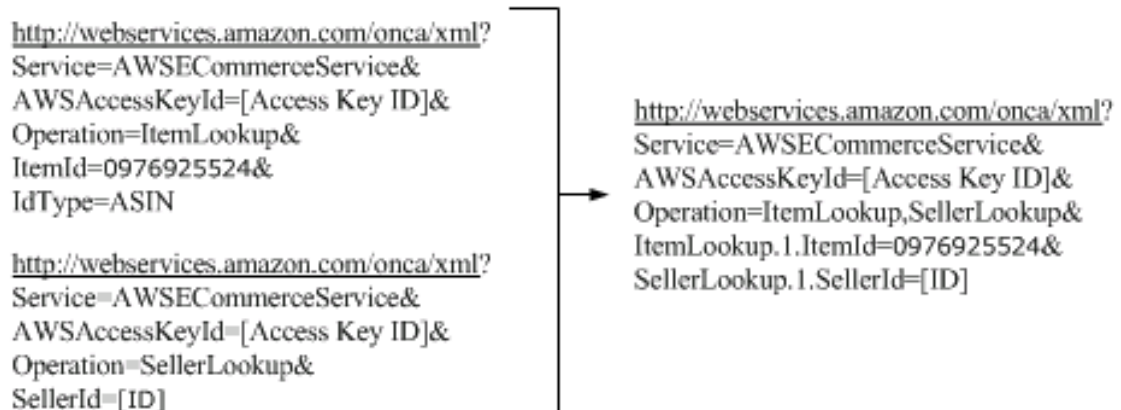 http://webservices.amazon.com/onca/xml?
Service=AWSECommerceService&
AWSAccessKeyId=[Access Key ID]&
Operation=ItemLookup&
ItemId=0976925524&
IdType=ASIN
http://webservices.amazon.com/onca/xml?
Service=AWSECommerceService&
AWSAccessKeyId=[Access Key ID]&
Operation=SellerLookup&
SellerId=[ID]
http://webservices.amazon.com/onca/xml?
Service=AWSECommerceService&
AWSAccessKeyId=[Access Key ID]&
Operation=ItemLookup,SellerLookup&
ItemLookup.1.ItemId=0976925524&
SellerLookup.1.SellerId=[ID]